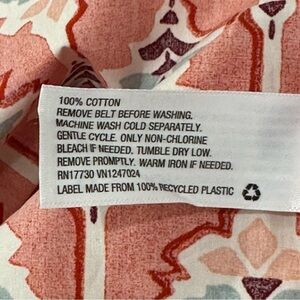 100% COTTON
REMOVE BELT BEFORE WASHING.
MACHINE WASH COLD SEPARATELY.
GENTLE CYCLE. ONLY NON-CHLORINE
BLEACH IF NEEDED. TUMBLE DRY LOW.
REMOVE PROMPTLY. WARM IRON IF NEEDED.
RN17730 VN1247024
LABEL MADE FROM 100% RECYCLED PLASTIC